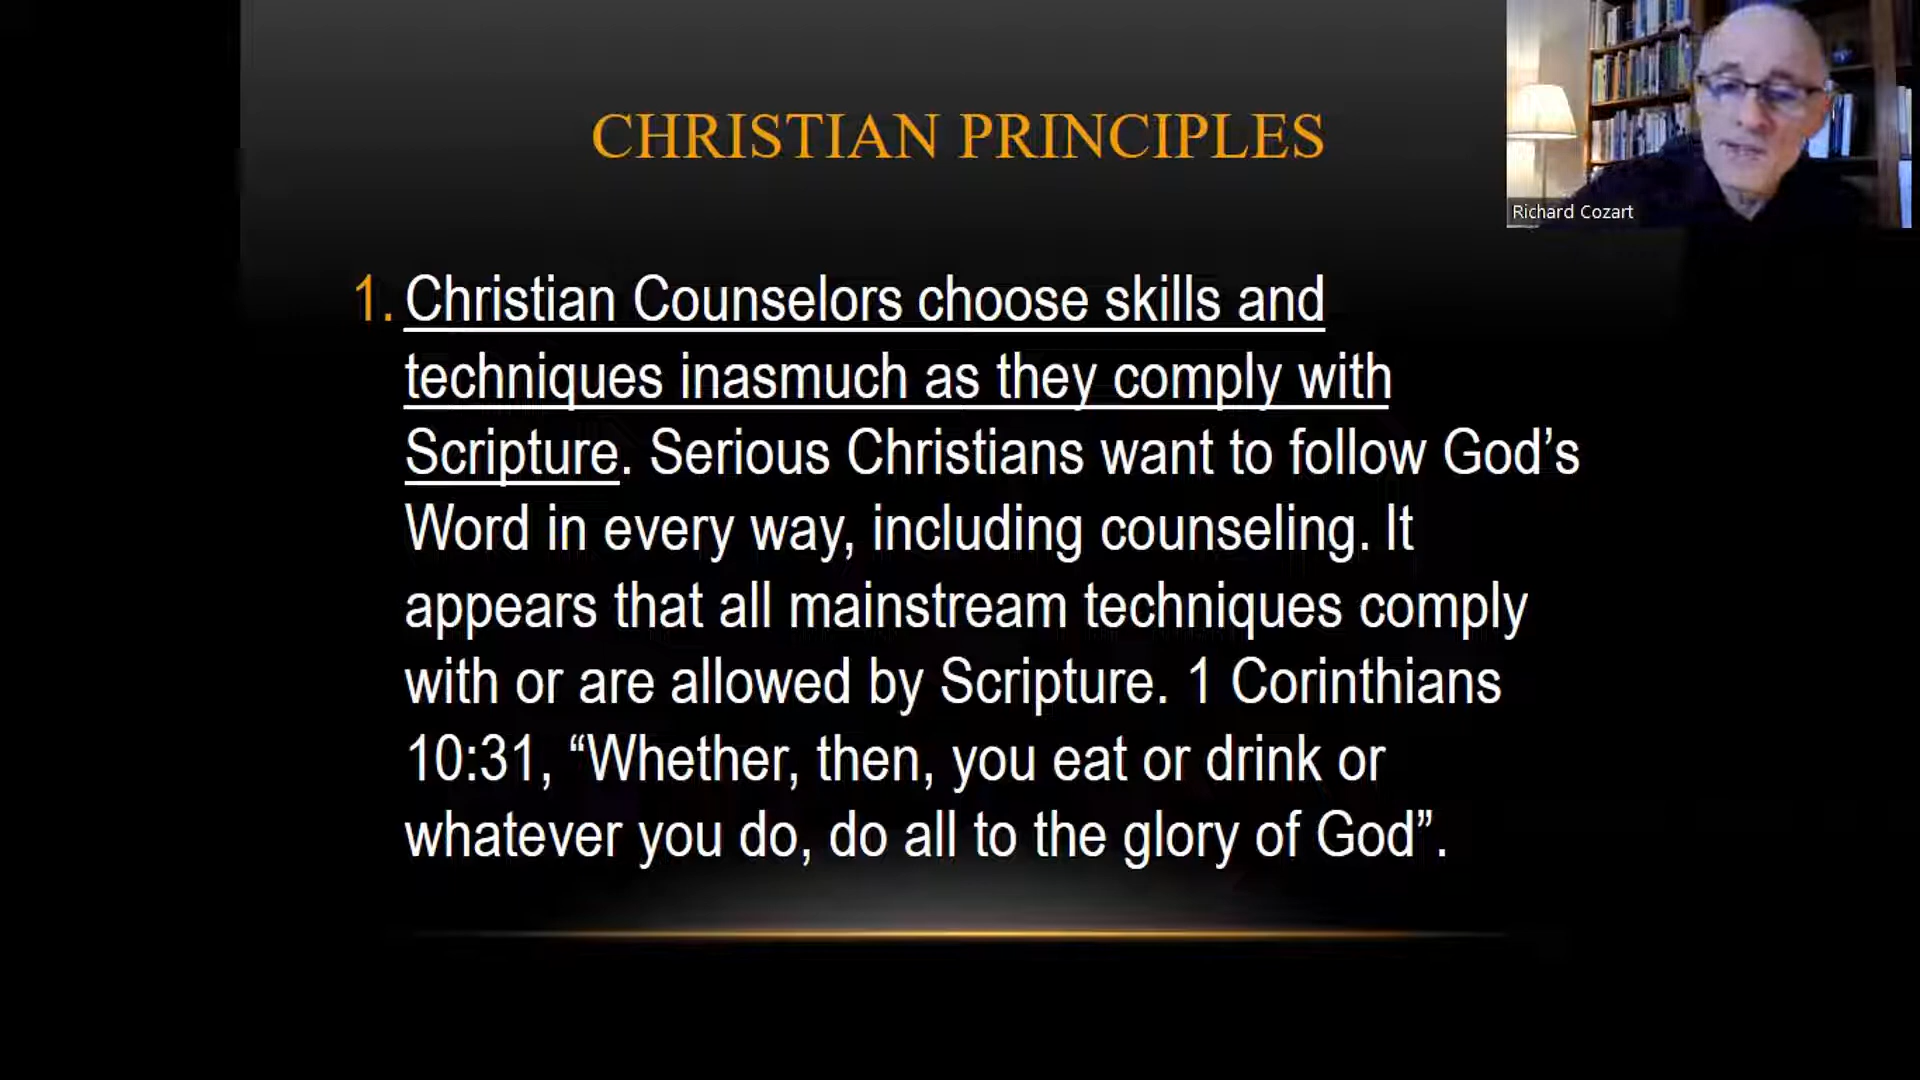 CHRISTIAN PRINCIPLES
Richard Cozart
1. Christian Counselors choose skills and
techniques inasmuch as they comply with
Scripture. Serious Christians want to follow God’s
Word in every way, including counseling. It
appears that all mainstream techniques comply
with or are allowed by Scripture. 1 Corinthians
10:31, “Whether, then, you eat or drink or
whatever you do, do all to the glory of God”.